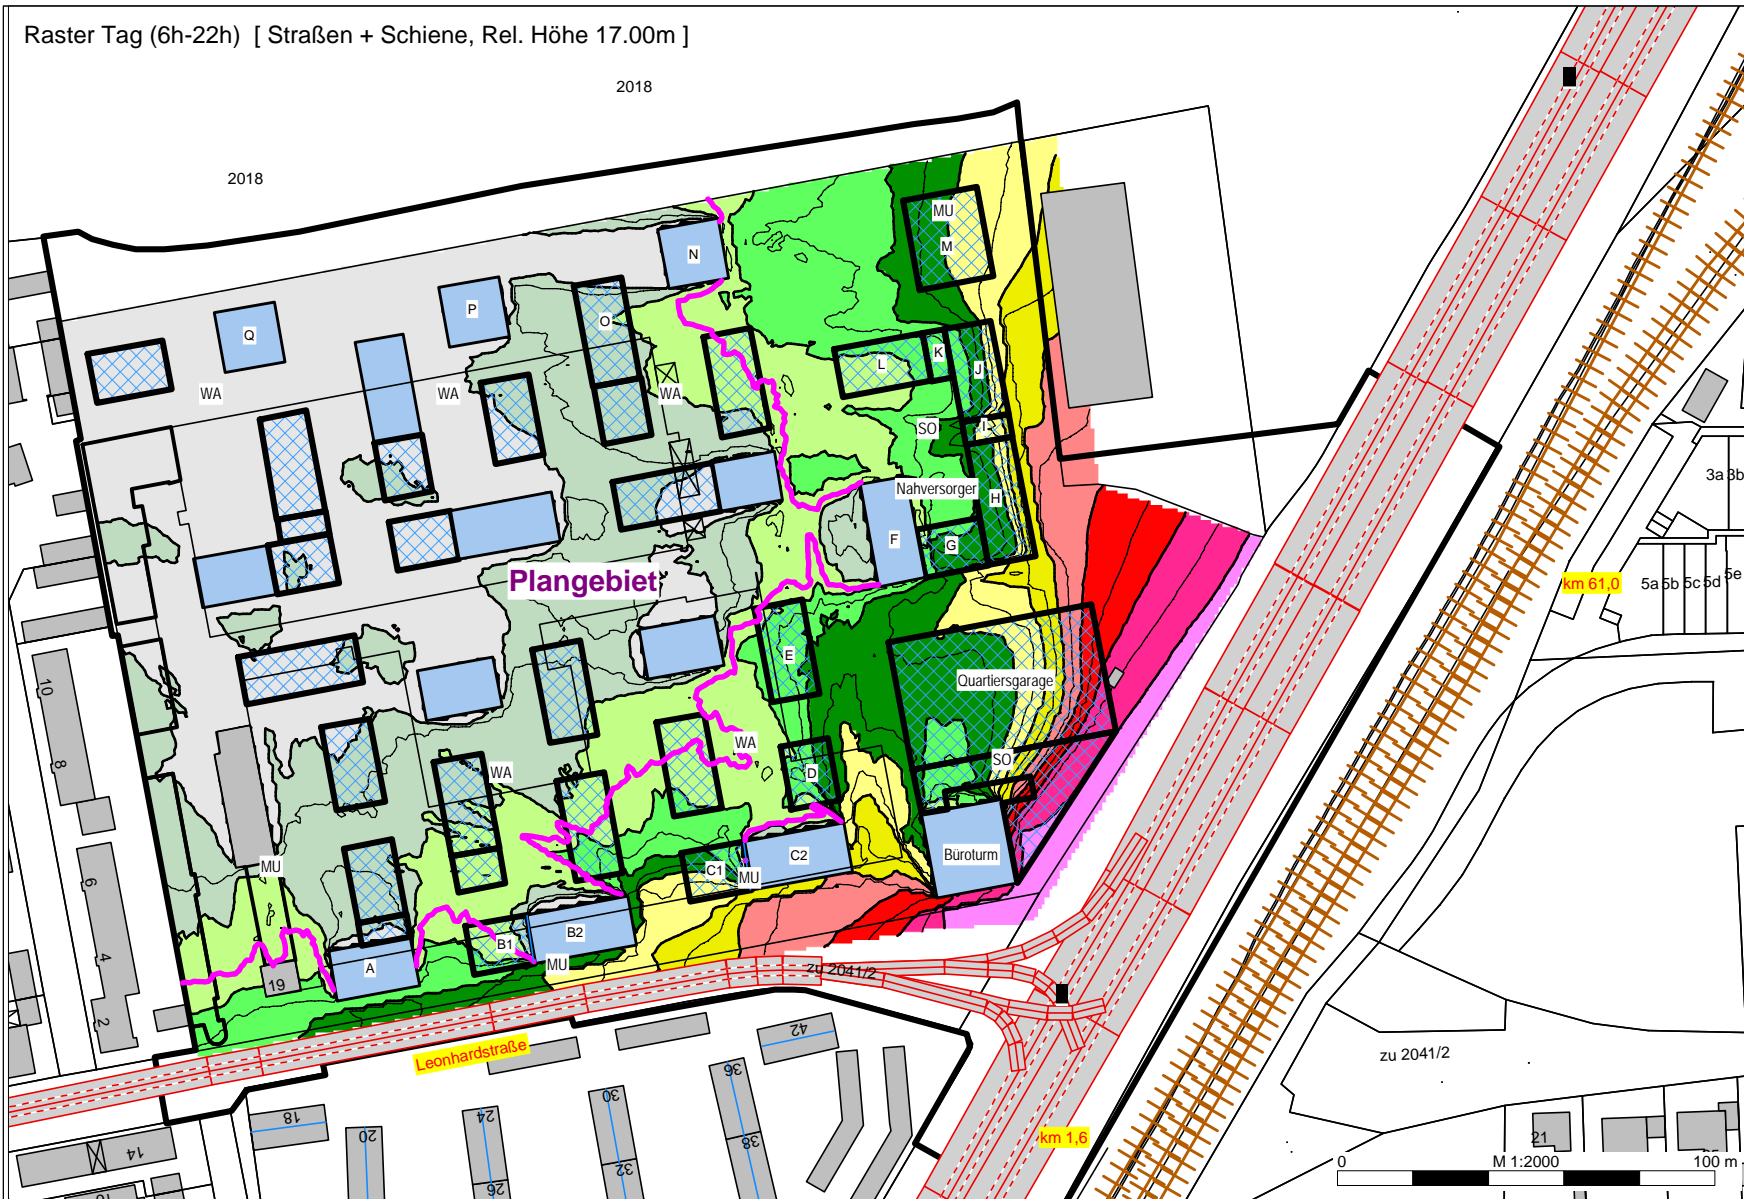 Raster Tag (6h-22h) [ Straßen + Schiene, Rel. Höhe 17.00m ]
2018
2018
MU
M
N
P
Q
O
K
L
J
WA
WA
WA
SO
I
3a 3b
Nahversorger
H
F
G
Plangebiet
km 61,0
5a 5b 5c 5d 5e
E
10
Quartiersgarage
WA
8
WA
D
SO
MU
C2
Büroturm
C1
MU
6
B2
B1
MU
A
4
zu 2041/2
19
2
42
Leonhardstraße
zu 2041/2
36
30
24
18
20
km 1,6
38
21
14
32
26
0 M 1:2000 100 m